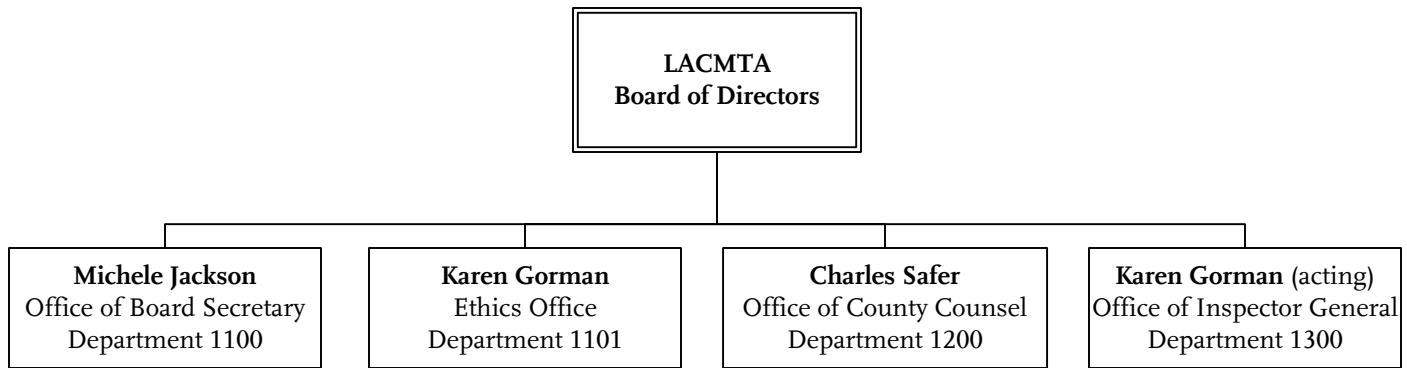 LACMTA
Board of Directors
Michele Jackson
Office of Board Secretary
Department 1100
Karen Gorman
Ethics Office
Department 1101
Charles Safer
Office of County Counsel
Department 1200
Karen Gorman (acting)
Office of Inspector General
Department 1300